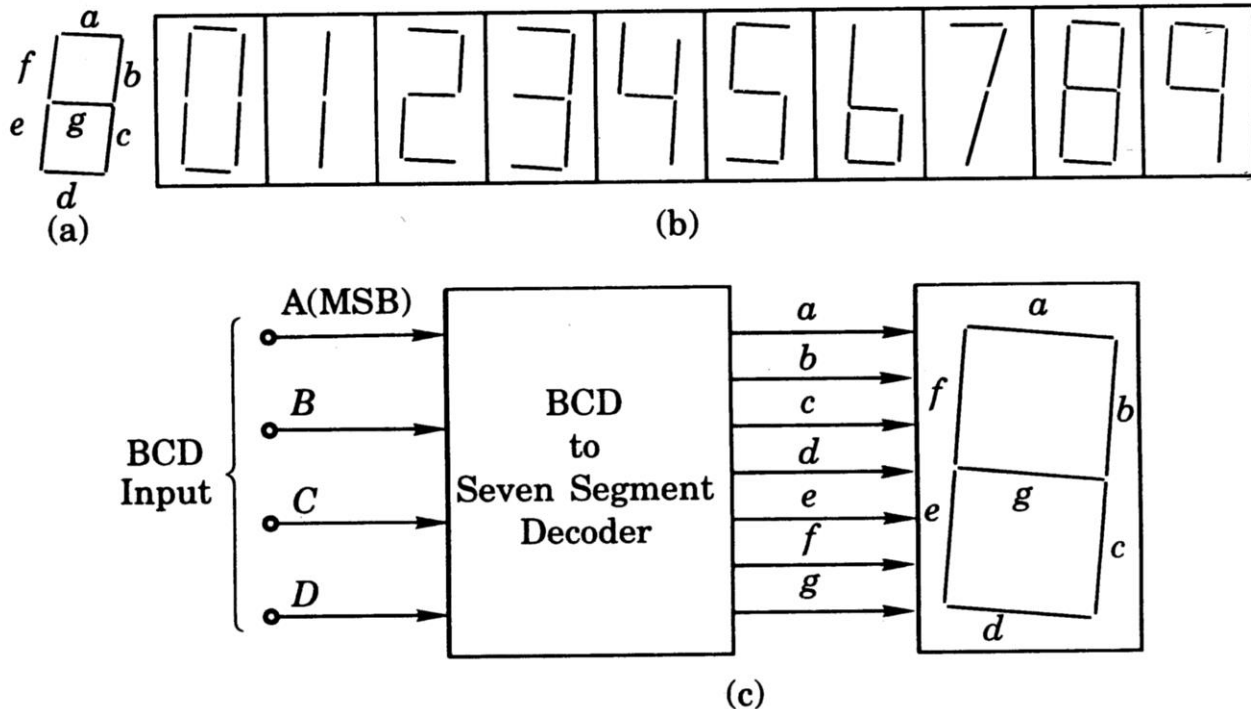 a
f
b
e
g
c
d
(a)
0 1 2 3 4 5 6 7 8 9
(b)
A(MSB)
B
C
D
BCD
Input
BCD
to
Seven Segment
Decoder
a
b
c
d
e
f
g
a
f
b
g
e
c
d
(c)